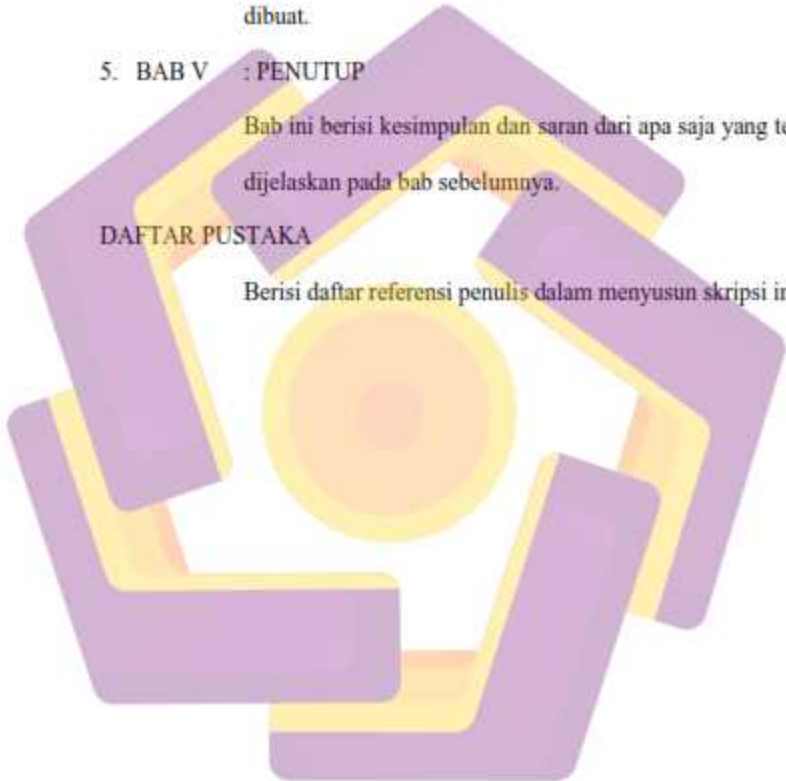 dibuat.
5. BAB V : PENUTUP
Bab ini berisi kesimpulan dan saran dari apa saja yang
dijelaskan pada bab sebelumnya.
DAFTAR PUSTAKA
Berisi daftar referensi penulis dalam menyusun skripsi